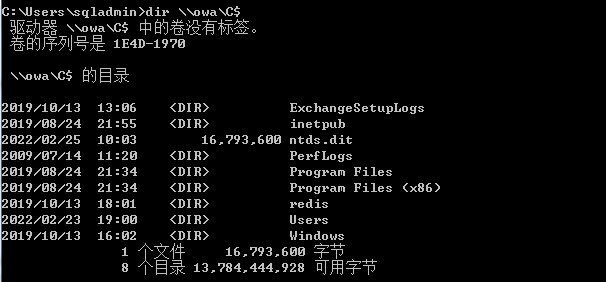 C:\Users\sqladmin>dir \\owa\C$
驱动器 \\owa\C$ 中的卷没有标签。
卷的序列号是 1E4D-1970
\\owa\C$ 的目录
2019/10/13  13:06    <DIR>          ExchangeSetupLogs
2019/08/24  21:55    <DIR>          inetpub
2022/02/25  10:03        16,793,600 ntds.dit
2009/07/14  11:20    <DIR>          PerfLogs
2019/08/24  21:34    <DIR>          Program Files
2019/08/24  21:34    <DIR>          Program Files (x86)
2019/10/13  18:01    <DIR>          redis
2022/02/23  19:00    <DIR>          Users
2019/10/13  16:02    <DIR>          Windows
1 个文件     16,793,600 字节
8 个目录 13,784,444,928 可用字节